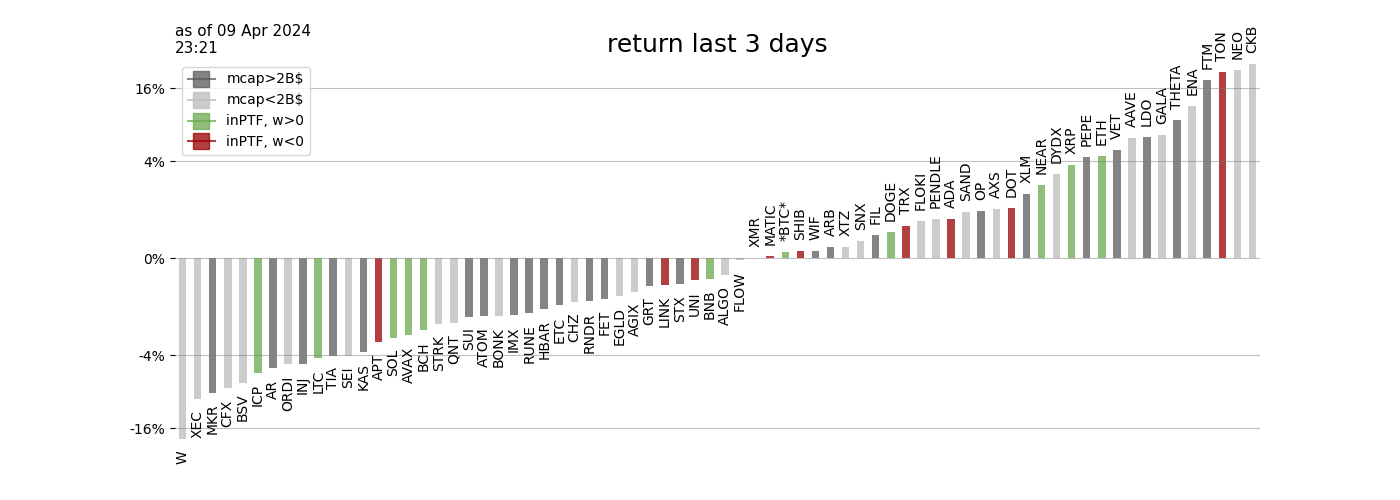 as of 09 Apr 2024
23:21
return last 3 days
mcap>2B$
mcap<2B$
inPTF, w>0
inPTF, w<0
16%
4%
0%
-4%
-16%
W
XEC
MKR
CFX
BSV
ICP
AR
ORDI
INJ
LTC
TIA
SEI
KAS
APT
SOL
AVAX
BCH
STRK
QNT
SUI
ATOM
BONK
IMX
RUNE
HBAR
ETC
CHZ
RNDR
FET
EGLD
AGIX
GRT
LINK
STX
UNI
BNB
ALGO
FLOW
XMR
MATIC
*BTC*
SHIB
WIF
ARB
XTZ
SNX
FIL
DOGE
TRX
FLOKI
PENDLE
ADA
SAND
OP
AXS
DOT
XLM
NEAR
DYDX
XRP
PEPE
ETH
VET
AAVE
LDO
GALA
THETA
ENA
FTM
TON
NEO
CKB